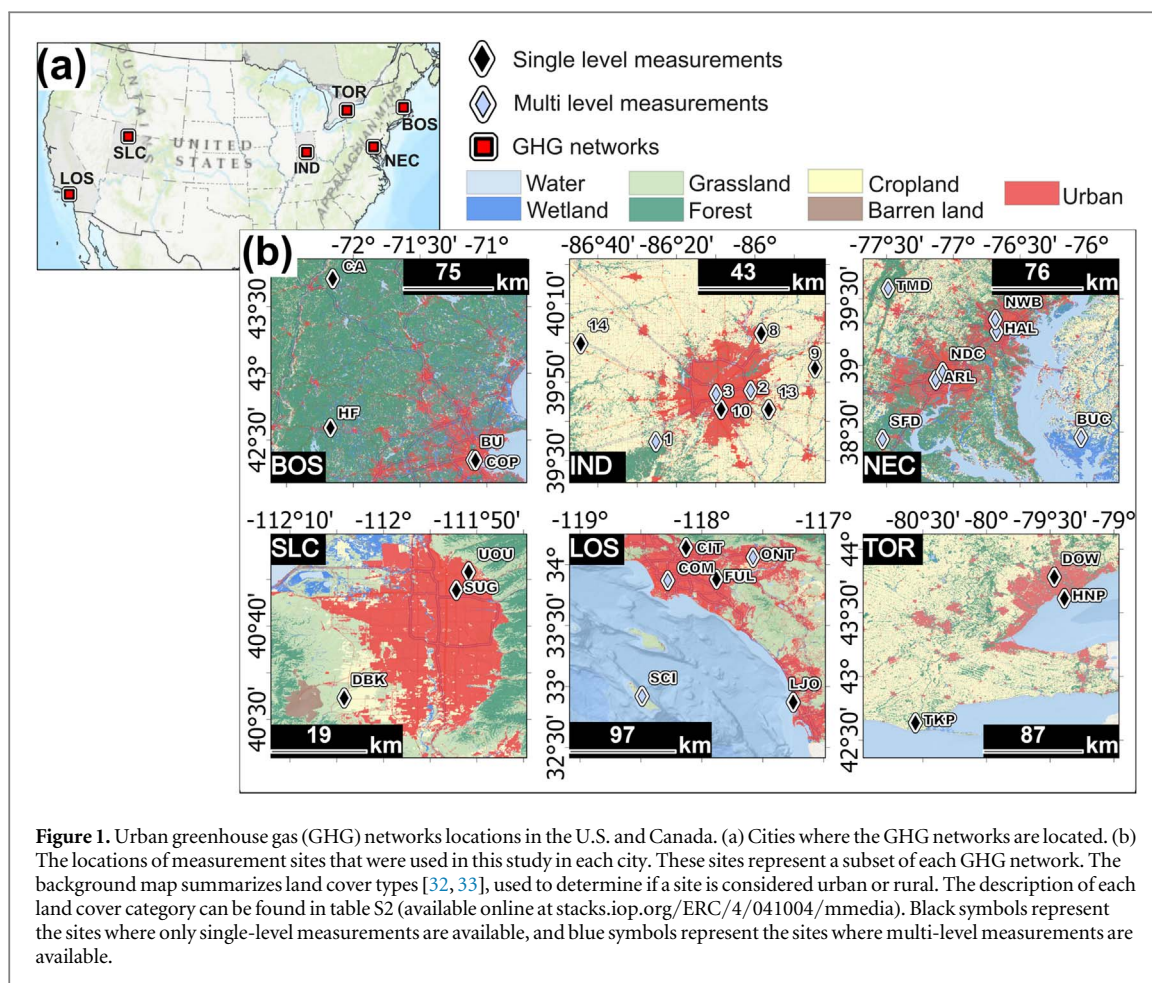 (a)
MOUNTAINS
UNITED
STATES
APPALACHIAN MTNS
TOR
BOS
SLC
NEC
IND
LOS
Single level measurements
Multi level measurements
GHG networks
Water
Grassland
Cropland
Urban
Wetland
Forest
Barren land
(b)
-72° -71°30' -71°
43°30'
43°
42°30'
CA
75
km
HF
BU
COP
BOS
-86°40' -86°20' -86°
40°10'
39°50'
39°30'
43
km
14
8
9
3
2
10
13
1
IND
-77°30' -77° -76°30' -76°
39°30'
39°
38°30'
76
km
TMD
NWB
HAL
NDC
ARL
SFD
BUC
NEC
-112°10' -112° -111°50'
40°40'
40°30'
SLC
UOU
SUG
DBK
19
km
-119° -118° -117°
34°
33°30'
33°
32°30'
LOS
CIT
ONT
COM
FUL
SCI
LJO
97
km
-80°30' -80° -79°30' -79°
44°
43°30'
43°
42°30'
TOR
DOW
HNP
TKP
87
km
Figure 1. Urban greenhouse gas (GHG) networks locations in the U.S. and Canada. (a) Cities where the GHG networks are located. (b)
The locations of measurement sites that were used in this study in each city. These sites represent a subset of each GHG network. The
background map summarizes land cover types [32, 33], used to determine if a site is considered urban or rural. The description of each
land cover category can be found in table S2 (available online at stacks.iop.org/ERC/4/041004/mmedia). Black symbols represent
the sites where only single-level measurements are available, and blue symbols represent the sites where multi-level measurements are
available.